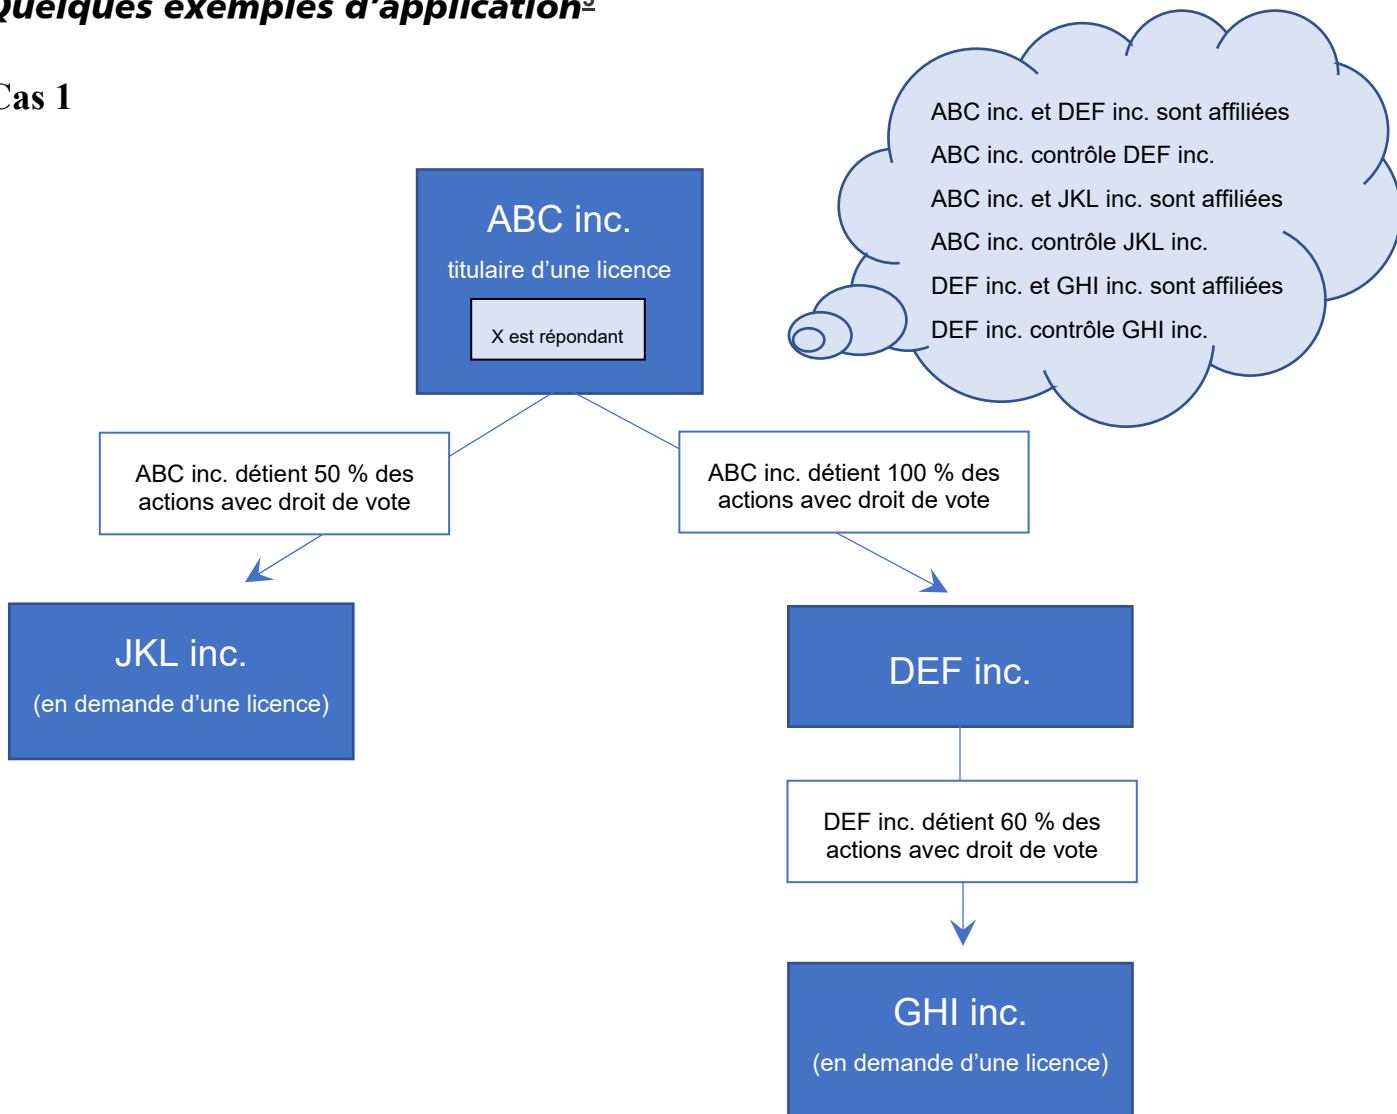 Quelques exemples d'application
Cas 1
ABC inc. et DEF inc. sont affiliées
ABC inc. contrôle DEF inc.
ABC inc. et JKL inc. sont affiliées
ABC inc. contrôle JKL inc.
DEF inc. et GHI inc. sont affiliées
DEF inc. contrôle GHI inc.
ABC inc.
titulaire d’une licence
X est répondant
ABC inc. détient 50 % des
actions avec droit de vote
ABC inc. détient 100 % des
actions avec droit de vote
JKL inc.
(en demande d’une licence)
DEF inc.
DEF inc. détient 60 % des
actions avec droit de vote
GHI inc.
(en demande d’une licence)